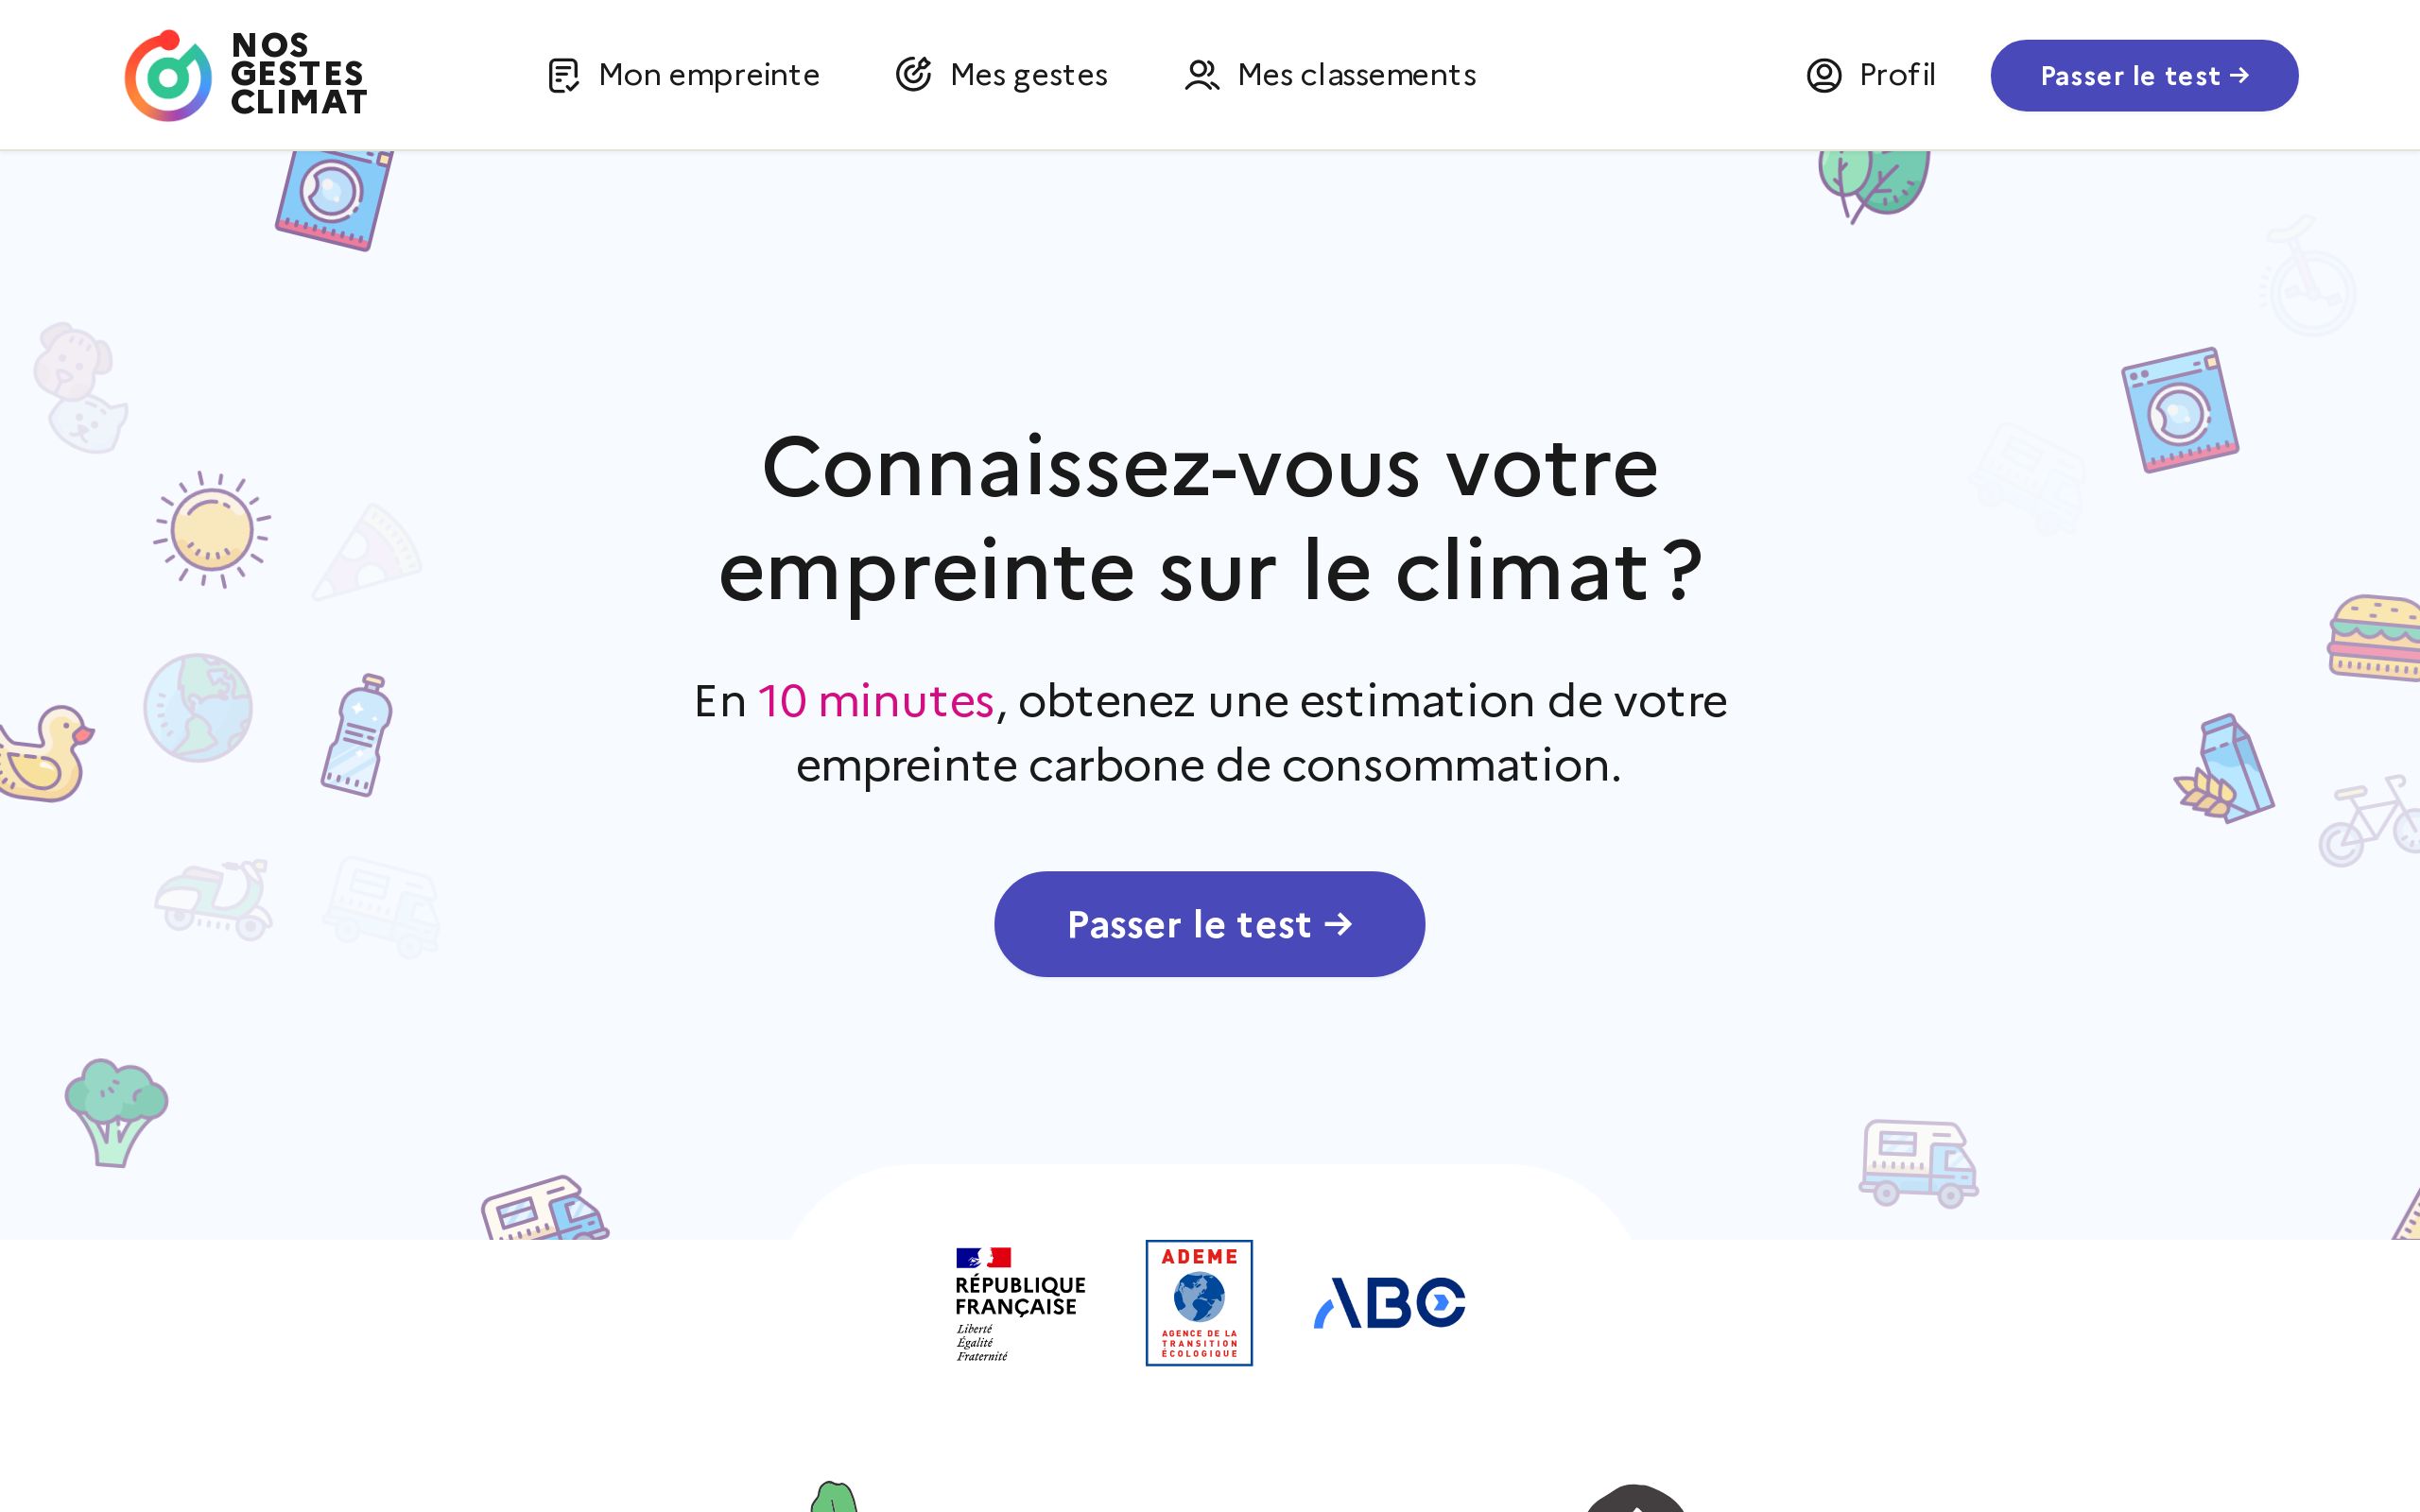 NOS
GESTES
CLIMAT
Mon empreinte
Mes gestes
Mes classements
Profil
Passer le test →
Connaissez-vous votre
empreinte sur le climat ?
En 10 minutes, obtenez une estimation de votre
empreinte carbone de consommation.
Passer le test →
RÉPUBLIQUE
FRANÇAISE
Liberté
Égalité
Fraternité
ADEME
AGENCE DE LA
TRANSITION
ÉCOLOGIQUE
ABC